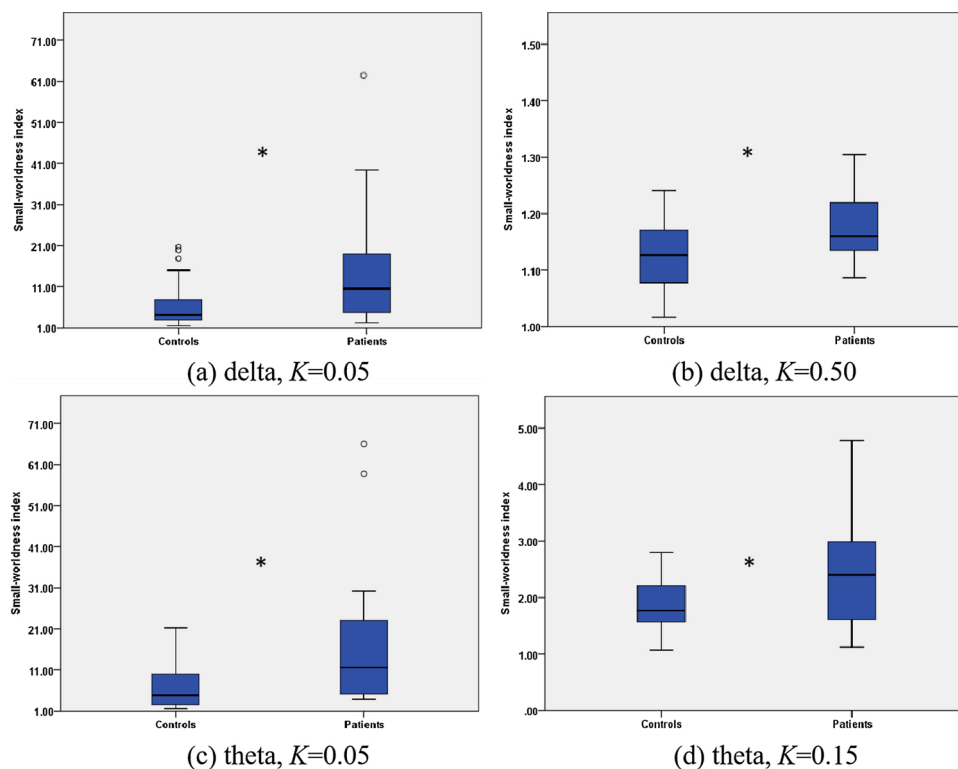 Small-worldness index
71.00
61.00
51.00
41.00
31.00
21.00
11.00
1.00
*
Controls
Patients
(a) delta, K=0.05
Small-worldness index
1.50
1.40
1.30
1.20
1.10
1.00
*
Controls
Patients
(b) delta, K=0.50
Small-worldness index
71.00
61.00
51.00
41.00
31.00
21.00
11.00
1.00
*
Controls
Patients
(c) theta, K=0.05
Small-worldness index
5.00
4.00
3.00
2.00
1.00
.00
*
Controls
Patients
(d) theta, K=0.15